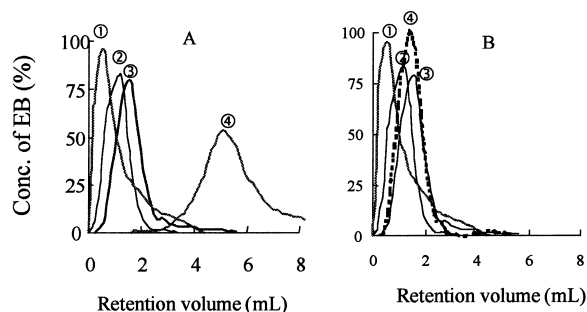 A
B
① ② ③ ④
① ② ③ ④
Conc. of EB (%)
100
75
50
25
0
100
75
50
25
0
0 2 4 6 8
0 2 4 6 8
Retention volume (mL)
Retention volume (mL)